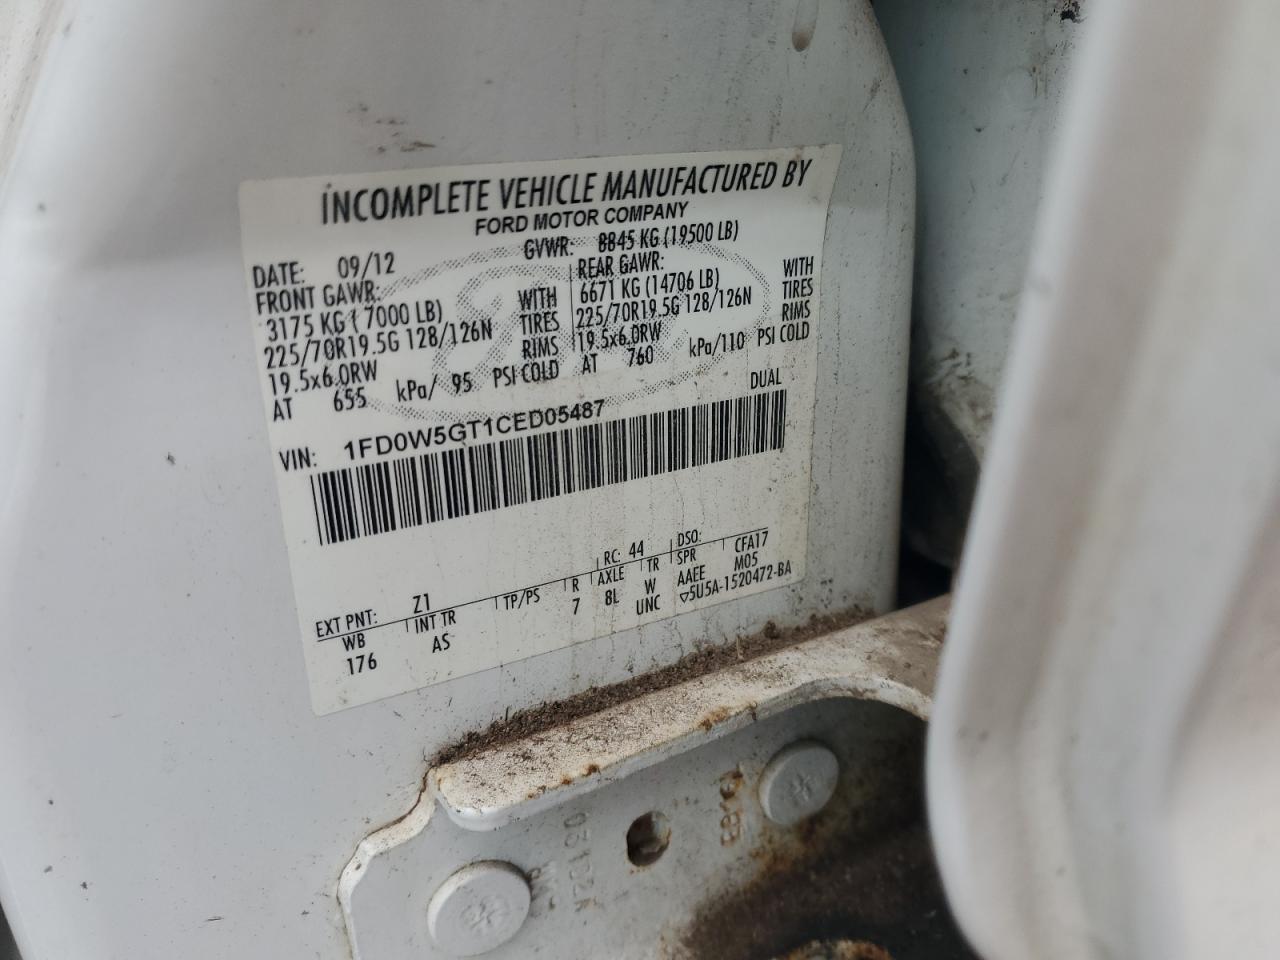 INCOMPLETE VEHICLE MANUFACTURED BY
FORD MOTOR COMPANY
DATE: 09/12 GVWR: 8845 KG (19500 LB)
FRONT GAWR: REAR GAWR:
3175 KG ( 7000 LB) WITH 6671 KG (14706 LB) WITH
225/70R19.5G 128/126N TIRES 225/70R19.5G 128/126N TIRES
19.5x6.0RW RIMS 19.5x6.0RW RIMS
AT 655 kPa/ 95 PSI COLD AT 760 kPa/110 PSI COLD
DUAL
VIN: 1FD0W5GT1CED05487
EXT PNT: Z1 RC: 44 DSO: CFA17
WB INT TR TP/PS R AXLE TR SPR M05
176 AS 7 8L W AAEE
UNC ▽5U5A-1520472-BA